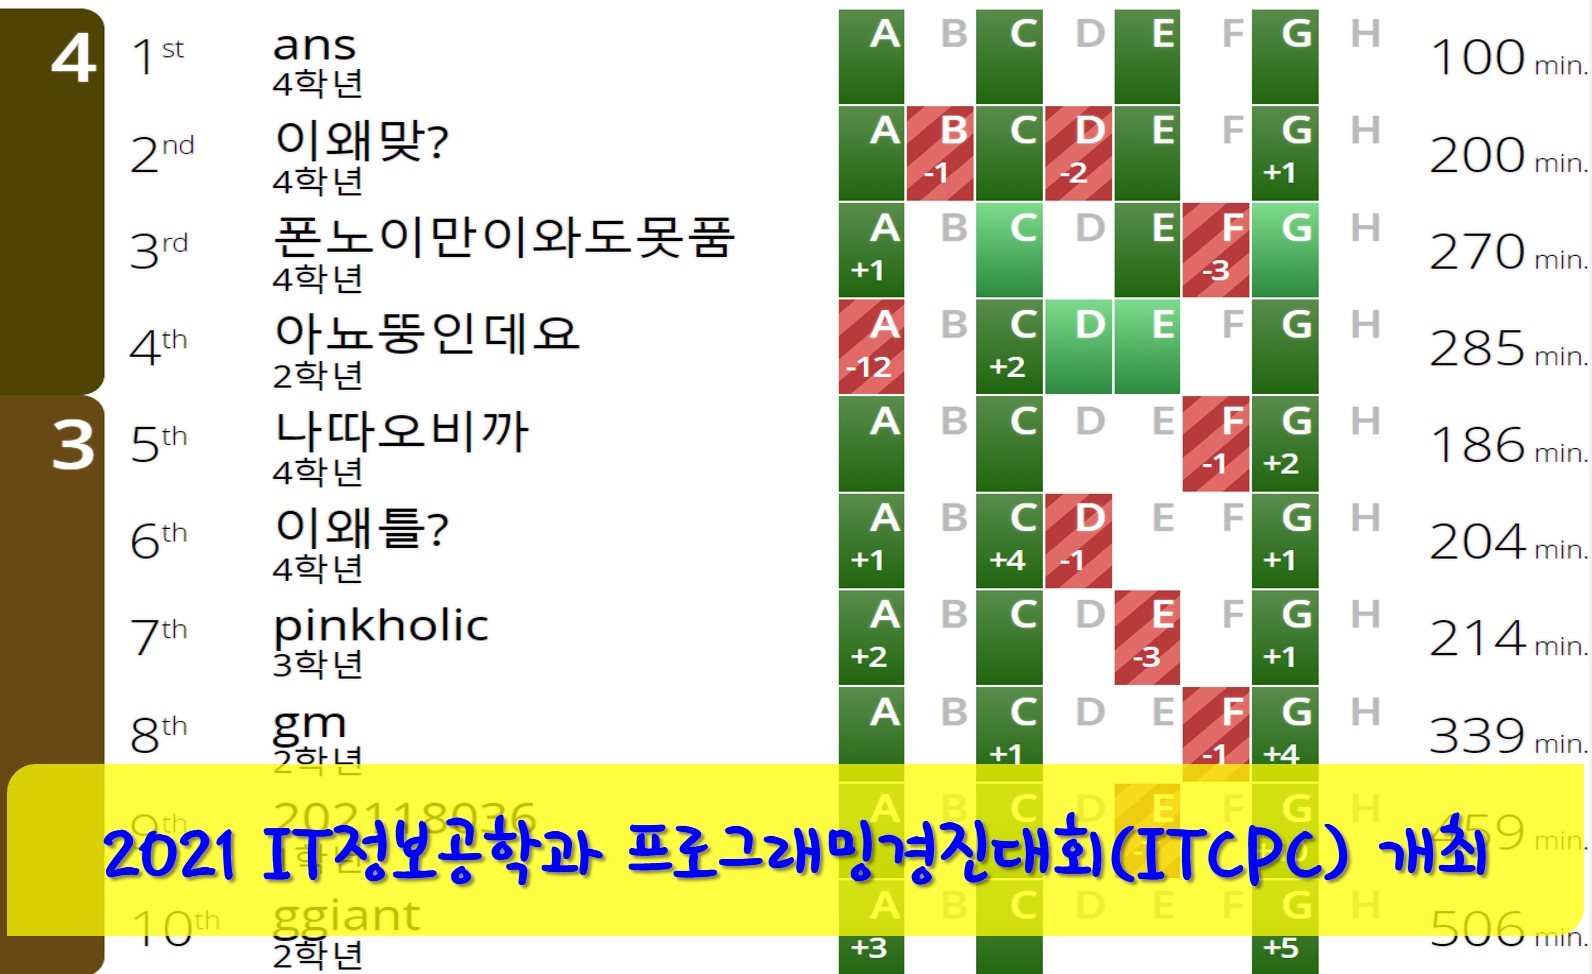 4
1st ans A B C D E F G H 100 min.
4학년
2nd 이왜맞? A B C D E F G H 200 min.
4학년 -1 -2 +1
3rd 폰노이만이와도못품 A B C D E F G H 270 min.
4학년 +1 -3
4th 아뇨뚱인데요 A B C D E F G H 285 min.
2학년 -12 +2
3
5th 나따오비까 A B C D E F G H 186 min.
4학년 -1 +2
6th 이왜틀? A B C D E F G H 204 min.
4학년 +1 +4 -1 +1
7th pinkholic A B C D E F G H 214 min.
3학년 +2 -3 +1
8th gm A B C D E F G H 339 min.
2학년 +1 -1 +4
9th 202118036 A B C D E F G H 459 min.
1학년
2021 IT정보공학과 프로그래밍경진대회(ITCPC) 개최
10th ggiant A B C D E F G H 506 min.
2학년 +3 +5